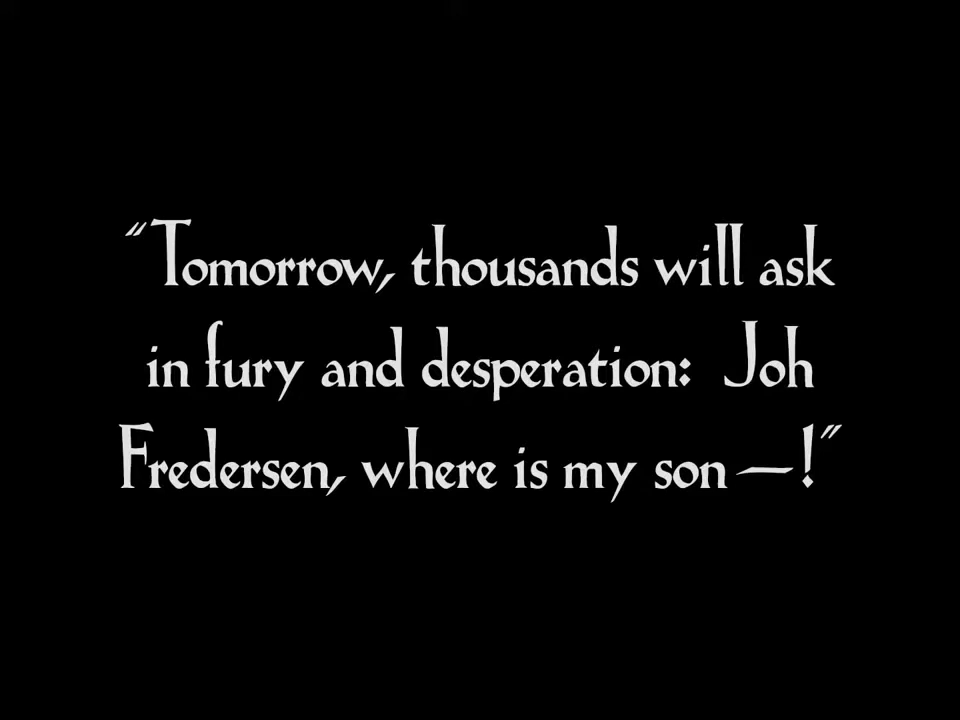 "Tomorrow, thousands will ask
in fury and desperation: Joh
Fredersen, where is my son—!"